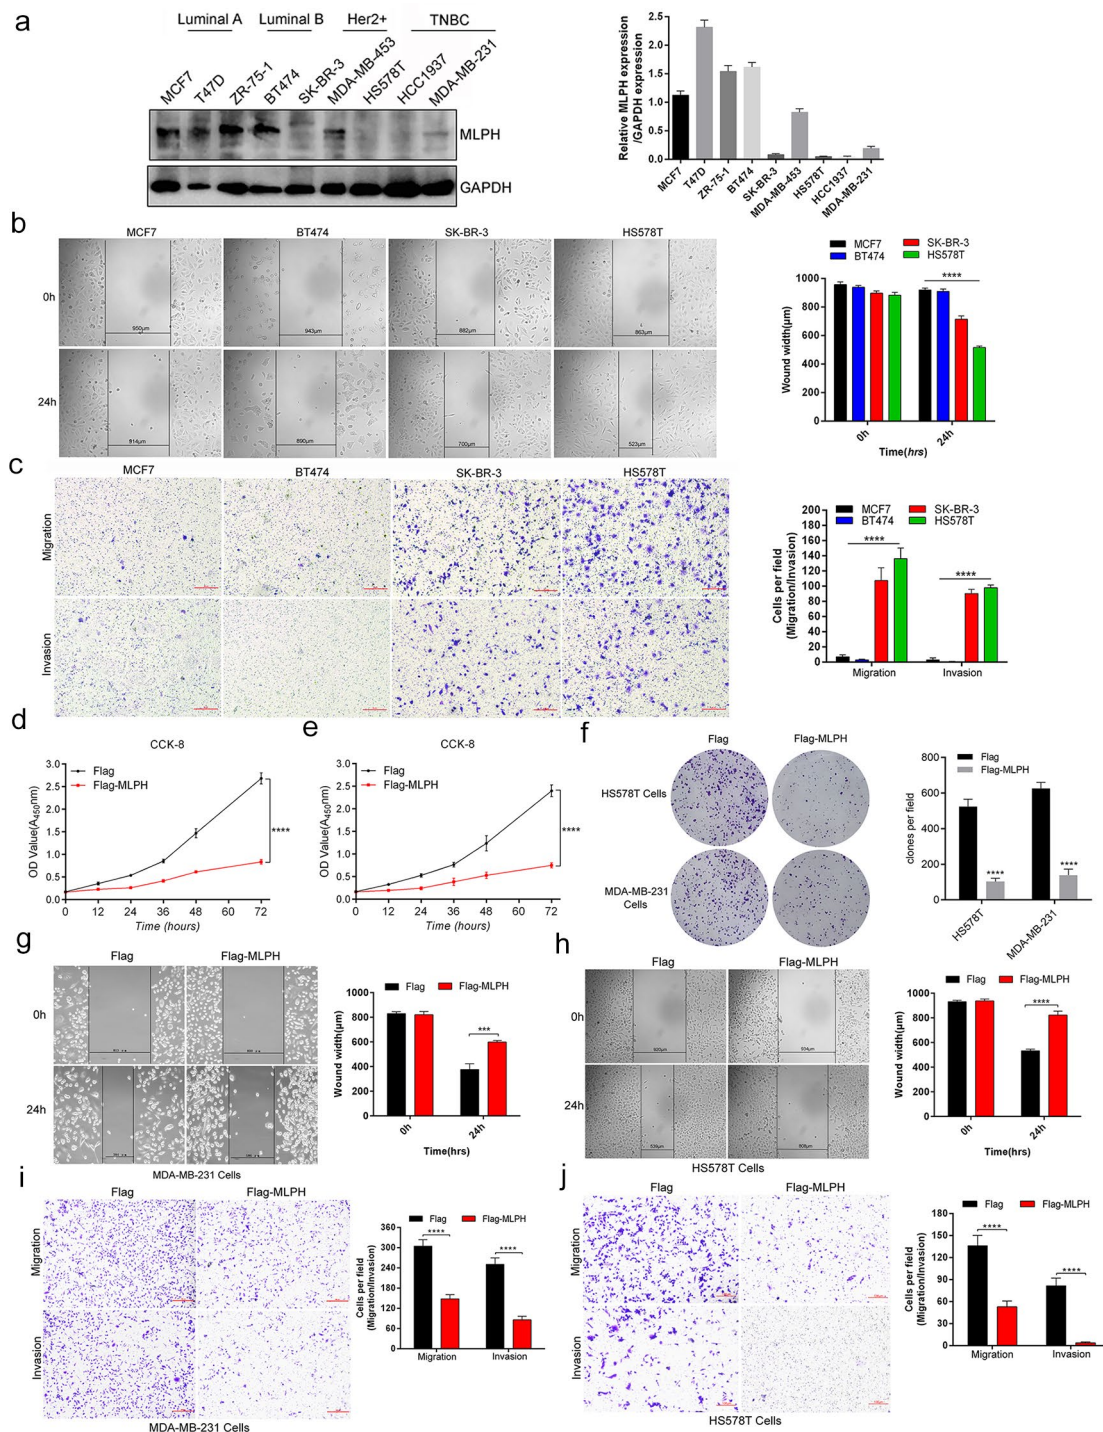 a
Luminal A Luminal B Her2+ TNBC
MCF7 T47D ZR-75-1 BT474 SK-BR-3 MDA-MB-453 HS578T HCC1937 MDA-MB-231
MLPH
GAPDH
Relative MLPH expression
/GAPDH expression
2.5
2.0
1.5
1.0
0.5
0.0
MCF7 T47D ZR-75-1 BT474 SK-BR-3 MDA-MB-453 HS578T HCC1937 MDA-MB-231
b
MCF7 BT474 SK-BR-3 HS578T
0h
950μm 943μm 882μm 863μm
24h
914μm 890μm 700μm 523μm
MCF7 SK-BR-3
BT474 HS578T
Wound width(μm)
1000
800
600
400
200
0
****
0h 24h
Time(hrs)
c
MCF7 BT474 SK-BR-3 HS578T
Migration
Invasion
MCF7 SK-BR-3
BT474 HS578T
Cells per field
(Migration/Invasion)
200
180
160
140
120
100
80
60
40
20
0
**** ****
Migration Invasion
d
CCK-8
Flag
Flag-MLPH
OD Value(A450nm)
3.0
2.5
2.0
1.5
1.0
0.5
0.0
****
0 12 24 36 48 60 72
Time (hours)
e
CCK-8
Flag
Flag-MLPH
OD Value(A450nm)
3.0
2.5
2.0
1.5
1.0
0.5
0.0
****
0 12 24 36 48 60 72
Time (hours)
f
Flag Flag-MLPH
HS578T Cells
MDA-MB-231
Cells
Flag
Flag-MLPH
clones per field
800
600
400
200
0
**** ****
HS578T MDA-MB-231
g
Flag Flag-MLPH
0h
24h
MDA-MB-231 Cells
Flag Flag-MLPH
Wound width(μm)
1000
800
600
400
200
0
***
0h 24h
Time(hrs)
h
Flag Flag-MLPH
0h
24h
HS578T Cells
Flag Flag-MLPH
Wound width(μm)
1000
800
600
400
200
0
****
0h 24h
Time(hrs)
i
Flag Flag-MLPH
Migration
Invasion
MDA-MB-231 Cells
Flag Flag-MLPH
Cells per field
(Migration/Invasion)
360
300
240
180
120
60
0
**** ****
Migration Invasion
j
Flag Flag-MLPH
Migration
Invasion
HS578T Cells
Flag Flag-MLPH
Cells per field
(Migration/Invasion)
180
150
120
90
60
30
0
**** ****
Migration Invasion